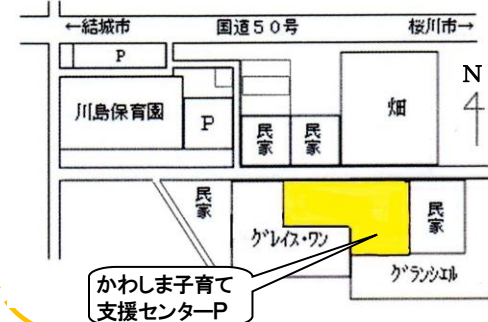 ←結城市
国道50号
桜川市→
P
N
川島保育園
P
民家
民家
畑
民家
グレイス・ワン
民家
グランシエル
かわしま子育て
支援センターP